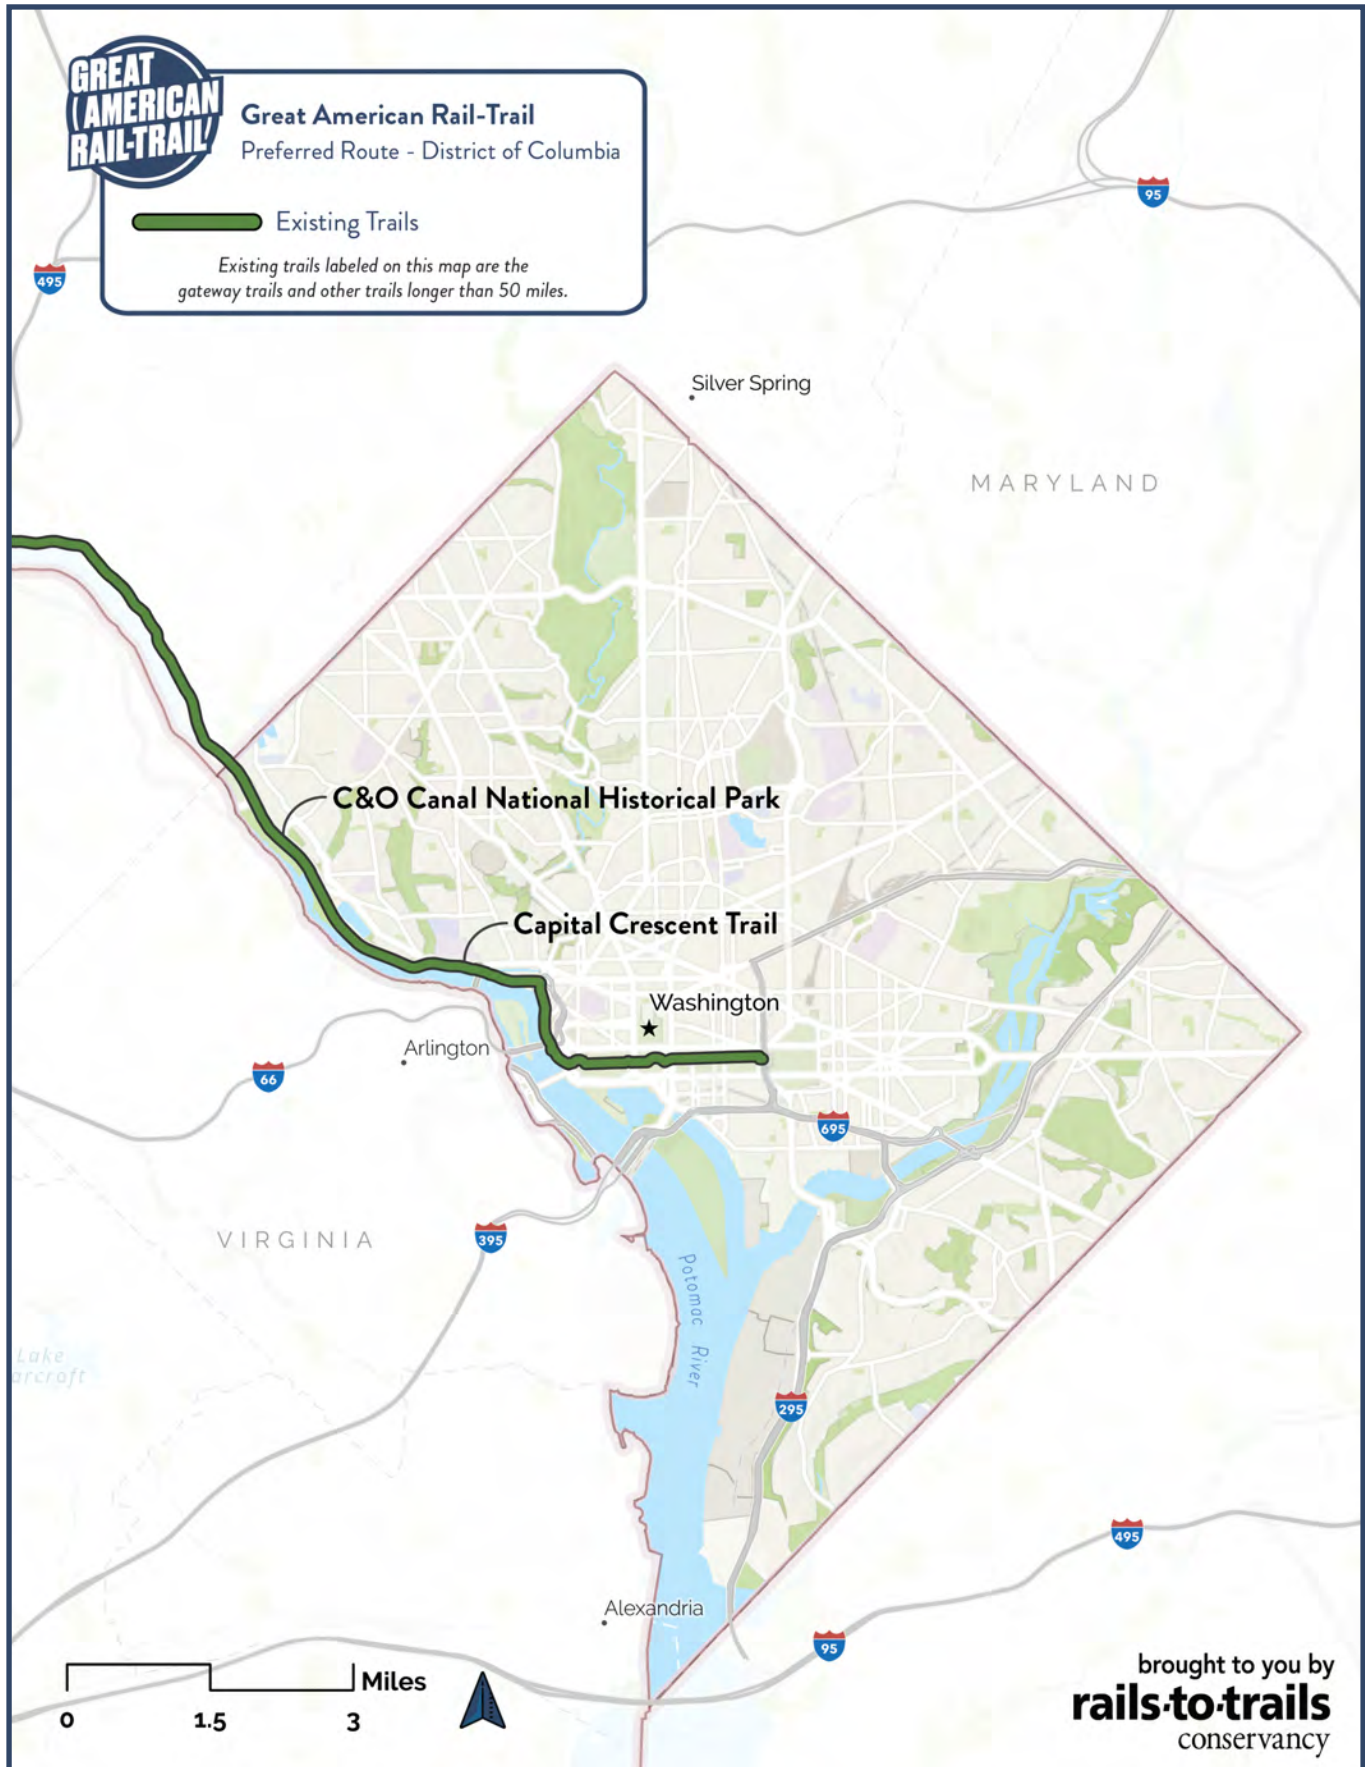 GREAT
AMERICAN
RAIL-TRAIL
Great American Rail-Trail
Preferred Route - District of Columbia
Existing Trails
Existing trails labeled on this map are the
gateway trails and other trails longer than 50 miles.
95
495
Silver Spring
MARYLAND
C&O Canal National Historical Park
Capital Crescent Trail
Washington
Arlington
66
695
VIRGINIA
395
Potomac River
Lake
arcroft
295
495
Alexandria
95
Miles
0 1.5 3
brought to you by
rails·to·trails
conservancy